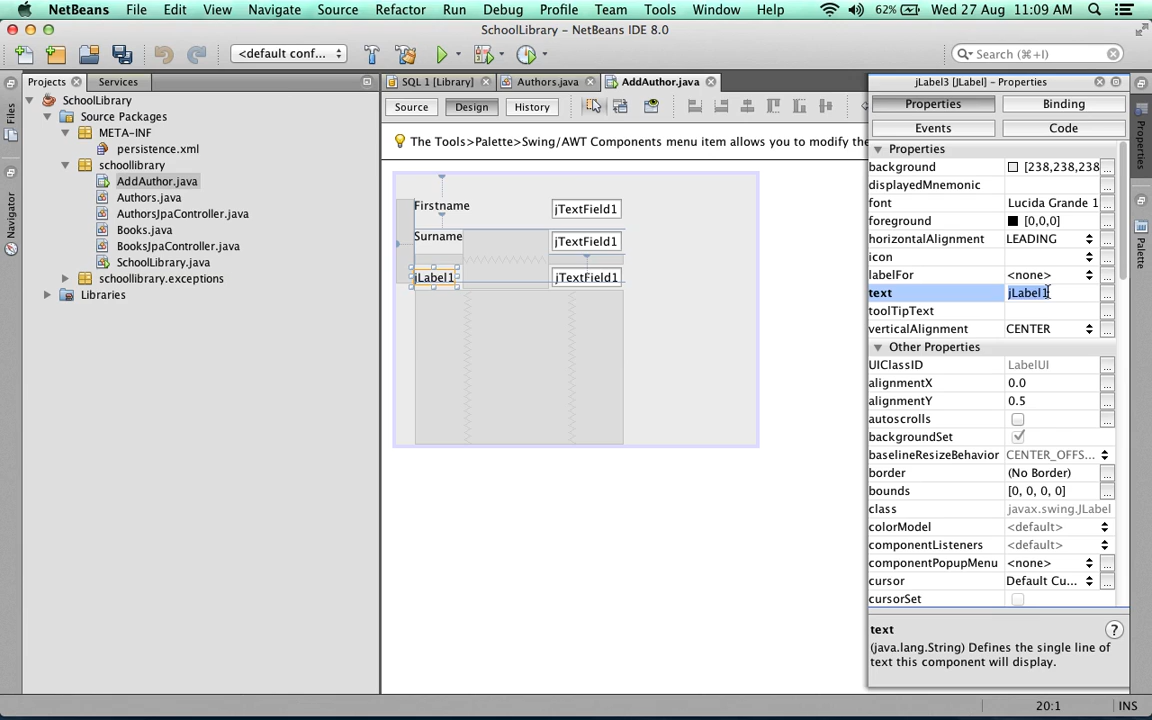 NetBeans File Edit View Navigate Source Refactor Run Debug Profile Team Tools Window Help 62% Wed 27 Aug 11:09 AM
SchoolLibrary - NetBeans IDE 8.0
<default conf... Search (⌘+I)
Projects Services
Files
Navigator
SchoolLibrary
Source Packages
META-INF
persistence.xml
schoollibrary
AddAuthor.java
Authors.java
AuthorsJpaController.java
Books.java
BooksJpaController.java
SchoolLibrary.java
schoollibrary.exceptions
Libraries
SQL 1 [Library] Authors.java AddAuthor.java
Source Design History
The Tools>Palette>Swing/AWT Components menu item allows you to modify the
Firstname jTextField1
Surname jTextField1
jLabel1 jTextField1
jLabel3 [JLabel] - Properties
Properties Binding
Events Code
Properties
background [238,238,238 ...
displayedMnemonic
font Lucida Grande 1 ...
foreground [0,0,0] ...
horizontalAlignment LEADING
icon ...
labelFor <none> ...
text jLabel1 ...
toolTipText ...
verticalAlignment CENTER ...
Other Properties
UIClassID LabelUI ...
alignmentX 0.0 ...
alignmentY 0.5 ...
autoscrolls ...
backgroundSet
baselineResizeBehavior CENTER_OFFS...
border (No Border) ...
bounds [0, 0, 0, 0] ...
class javax.swing.JLabel
colorModel <default>
componentListeners <default>
componentPopupMenu <none> ...
cursor Default Cu... ...
cursorSet
text ?
(java.lang.String) Defines the single line of
text this component will display.
Properties
Palette
20:1 INS